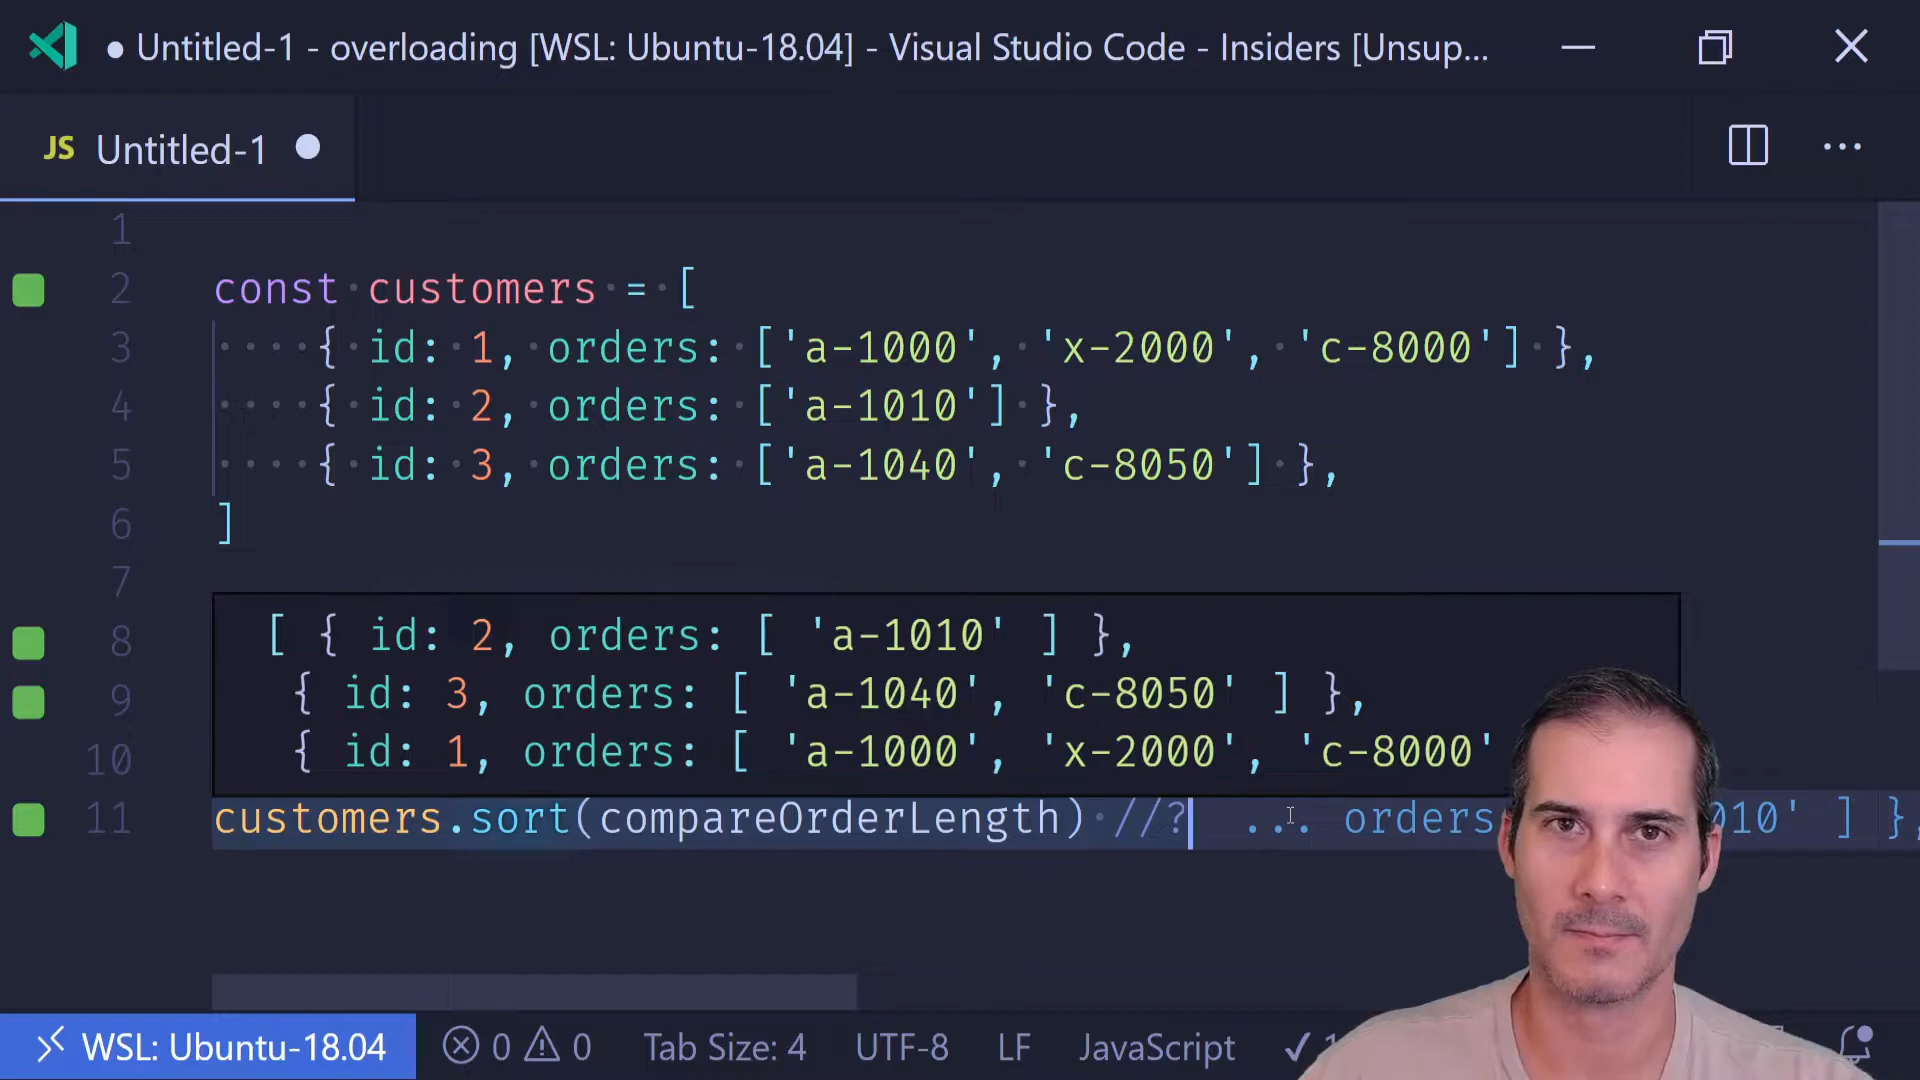 Untitled-1 - overloading [WSL: Ubuntu-18.04] - Visual Studio Code - Insiders [Unsup...
JS Untitled-1
1
2 const customers = [
3 { id: 1, orders: ['a-1000', 'x-2000', 'c-8000'] },
4 { id: 2, orders: ['a-1010'] },
5 { id: 3, orders: ['a-1040', 'c-8050'] },
6 ]
7
8 [ { id: 2, orders: [ 'a-1010' ] },
9 { id: 3, orders: [ 'a-1040', 'c-8050' ] },
10 { id: 1, orders: [ 'a-1000', 'x-2000', 'c-8000'
11 customers.sort(compareOrderLength) //? ... orders 010' ] },
WSL: Ubuntu-18.04 0 0 Tab Size: 4 UTF-8 LF JavaScript